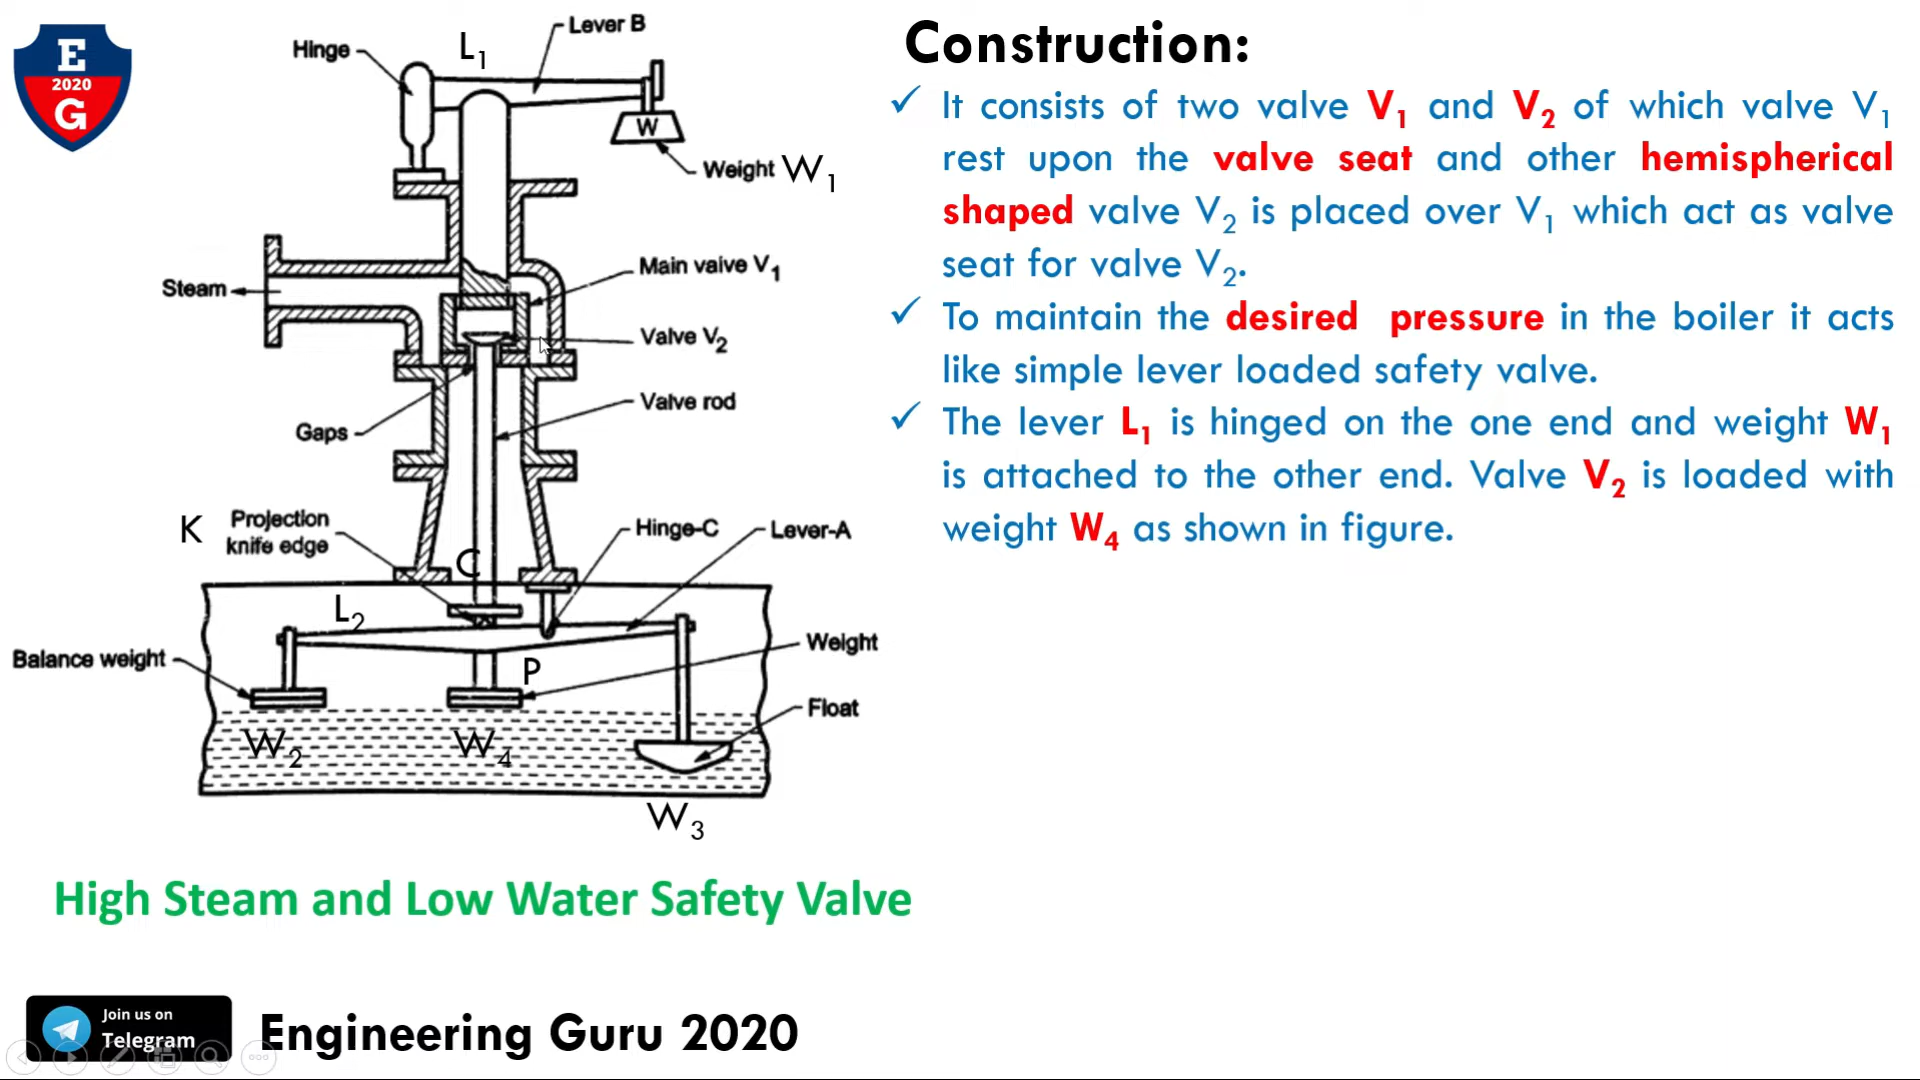 E
2020
G
Hinge
L1
Lever B
W
Weight W1
Steam
Main vaive V1
Valve V2
Valve rod
Gaps
K
Projection
knife edge
C
Hinge-C
Lever-A
L2
Balance weight
P
Weight
Float
W2
W4
W3
High Steam and Low Water Safety Valve
Construction:
✓ It consists of two valve V1 and V2 of which valve V1
rest upon the valve seat and other hemispherical
shaped valve V2 is placed over V1 which act as valve
seat for valve V2.
✓ To maintain the desired pressure in the boiler it acts
like simple lever loaded safety valve.
✓ The lever L1 is hinged on the one end and weight W1
is attached to the other end. Valve V2 is loaded with
weight W4 as shown in figure.
Join us on
Telegram
Engineering Guru 2020